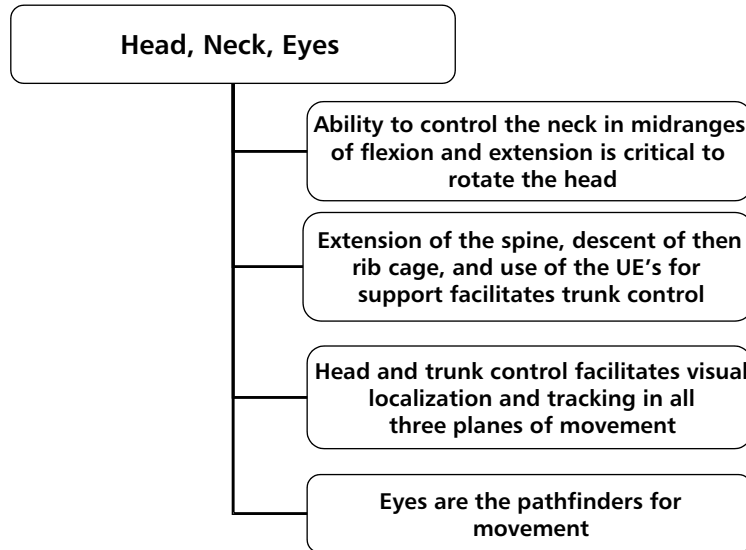 Head, Neck, Eyes
Ability to control the neck in midranges
of flexion and extension is critical to
rotate the head
Extension of the spine, descent of then
rib cage, and use of the UE’s for
support facilitates trunk control
Head and trunk control facilitates visual
localization and tracking in all
three planes of movement
Eyes are the pathfinders for
movement